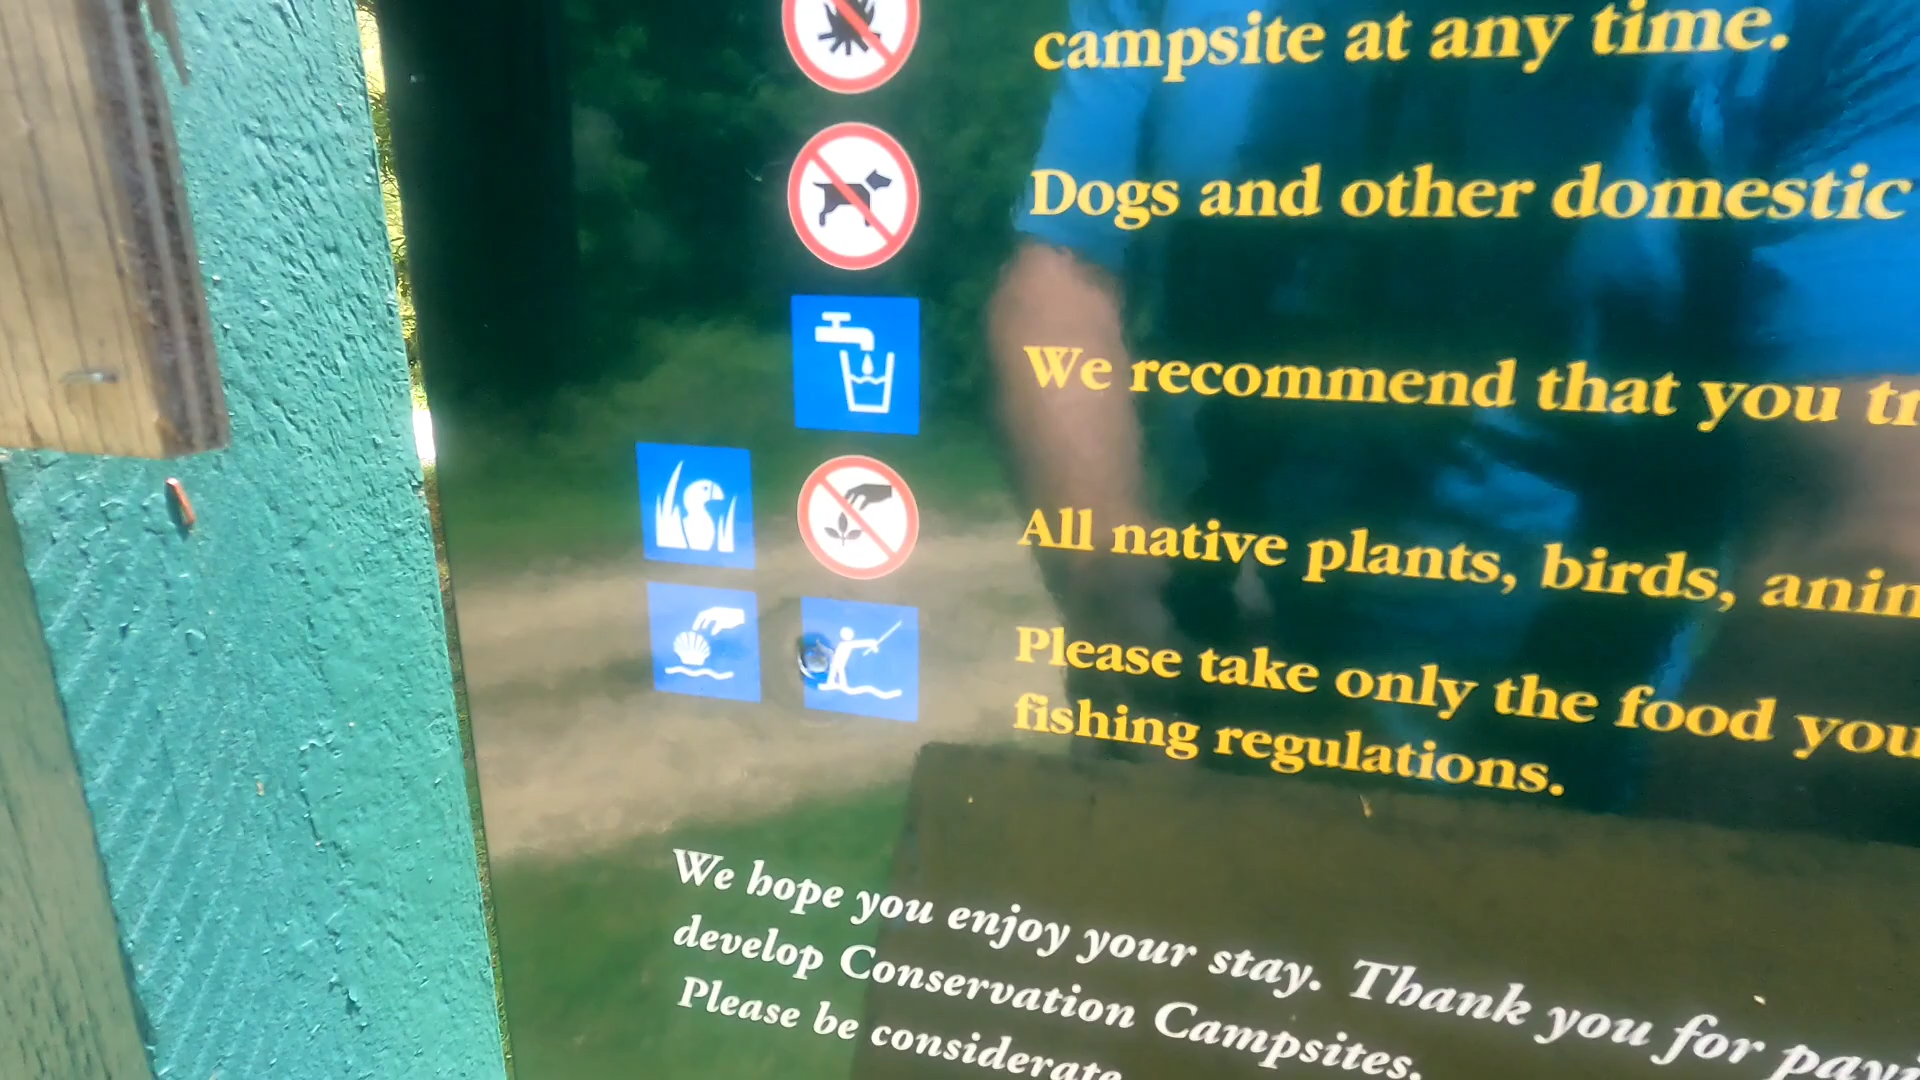 campsite at any time.
Dogs and other domestic
We recommend that you
All native plants, birds,
Please take only the food you
fishing regulations.
We hope you enjoy your stay. Thank you for
develop Conservation Campsites.
Please be considerate